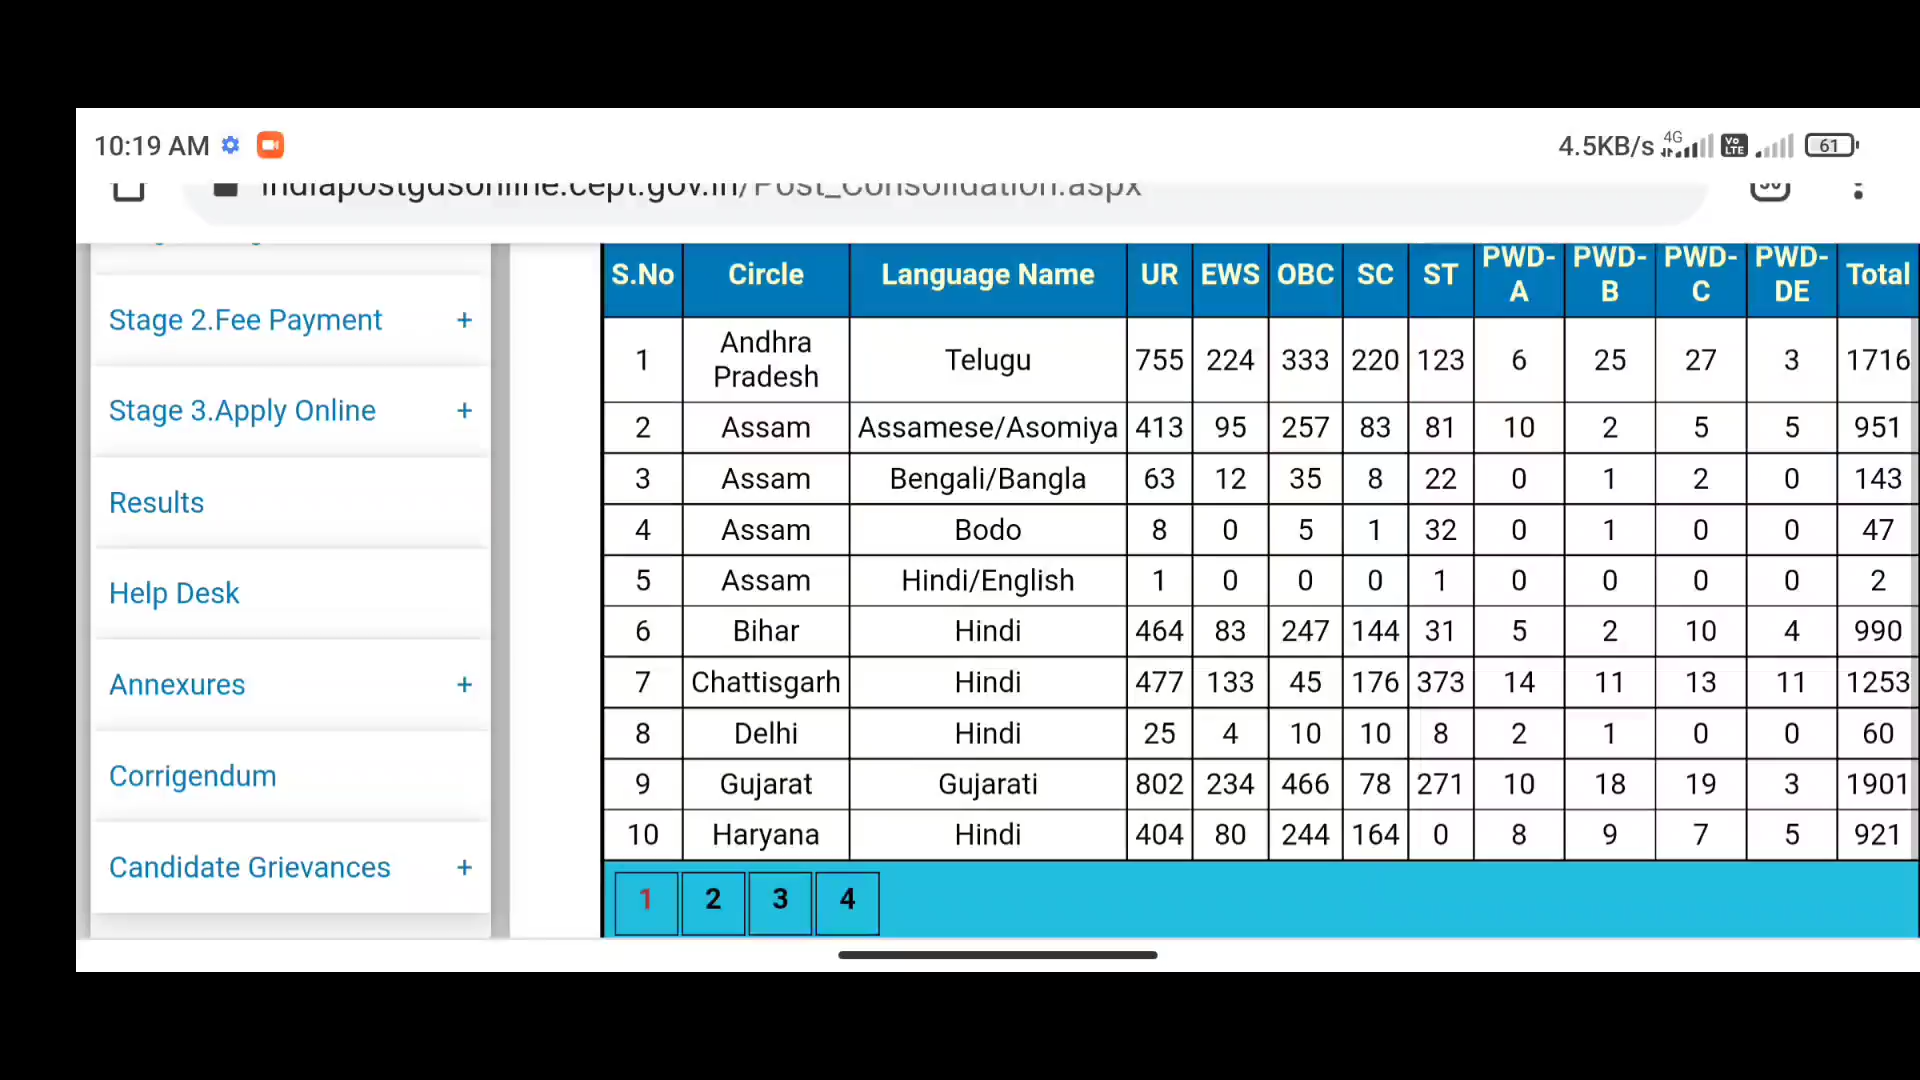 10:19 AM 4.5KB/s 4G Vo LTE 61
indiapostgdsonline.cept.gov.in/Post_Consolidation.aspx
Stage 2.Fee Payment +
Stage 3.Apply Online +
Results
Help Desk
Annexures +
Corrigendum
Candidate Grievances +
S.No Circle Language Name UR EWS OBC SC ST PWD-A PWD-B PWD-C PWD-DE Total
1 Andhra Pradesh Telugu 755 224 333 220 123 6 25 27 3 1716
2 Assam Assamese/Asomiya 413 95 257 83 81 10 2 5 5 951
3 Assam Bengali/Bangla 63 12 35 8 22 0 1 2 0 143
4 Assam Bodo 8 0 5 1 32 0 1 0 0 47
5 Assam Hindi/English 1 0 0 0 1 0 0 0 0 2
6 Bihar Hindi 464 83 247 144 31 5 2 10 4 990
7 Chattisgarh Hindi 477 133 45 176 373 14 11 13 11 1253
8 Delhi Hindi 25 4 10 10 8 2 1 0 0 60
9 Gujarat Gujarati 802 234 466 78 271 10 18 19 3 1901
10 Haryana Hindi 404 80 244 164 0 8 9 7 5 921
1 2 3 4